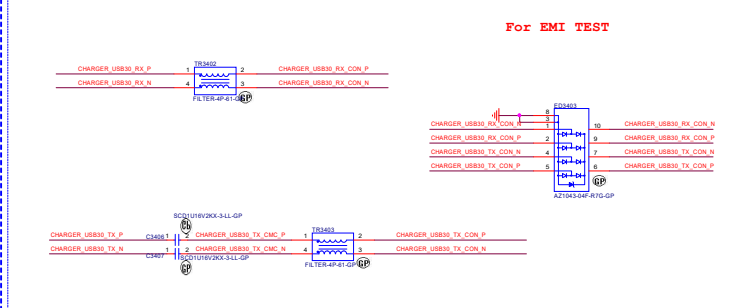 For EMI TEST
TR3402
CHARGER_USB30_RX_P 1 2 CHARGER_USB30_RX_CON_P
CHARGER_USB30_RX_N 4 3 CHARGER_USB30_RX_CON_N
FILTER-4P-61-GP
GP
ED3403
8
3
CHARGER_USB30_RX_CON_N 1 10 CHARGER_USB30_RX_CON_N
CHARGER_USB30_RX_CON_P 2 9 CHARGER_USB30_RX_CON_P
CHARGER_USB30_TX_CON_N 4 7 CHARGER_USB30_TX_CON_N
CHARGER_USB30_TX_CON_P 5 6 CHARGER_USB30_TX_CON_P
GP
AZ1043-04F-R7G-GP
SCD1U16V2KX-3-LL-GP
TR3403
CHARGER_USB30_TX_P C3406 1 2 CHARGER_USB30_TX_CMC_P 1 2 CHARGER_USB30_TX_CON_P
CHARGER_USB30_TX_N C3407 1 2 CHARGER_USB30_TX_CMC_N 4 3 CHARGER_USB30_TX_CON_N
SCD1U16V2KX-3-LL-GP
GP
FILTER-4P-61-GP
GP